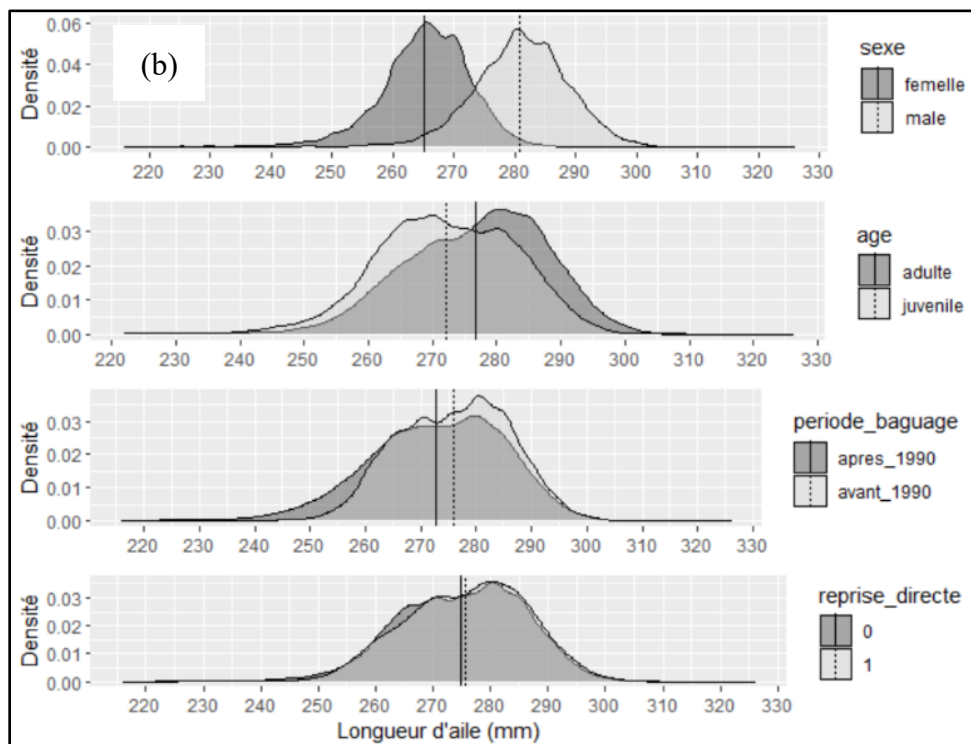 (b)
Densité
0.06
0.04
0.02
0.00
220 230 240 250 260 270 280 290 300 310 320 330
sexe
femelle
male
Densité
0.03
0.02
0.01
0.00
220 230 240 250 260 270 280 290 300 310 320 330
age
adulte
juvenile
Densité
0.03
0.02
0.01
0.00
220 230 240 250 260 270 280 290 300 310 320 330
periode_baguage
apres_1990
avant_1990
Densité
0.03
0.02
0.01
0.00
220 230 240 250 260 270 280 290 300 310 320 330
Longueur d'aile (mm)
reprise_directe
0
1